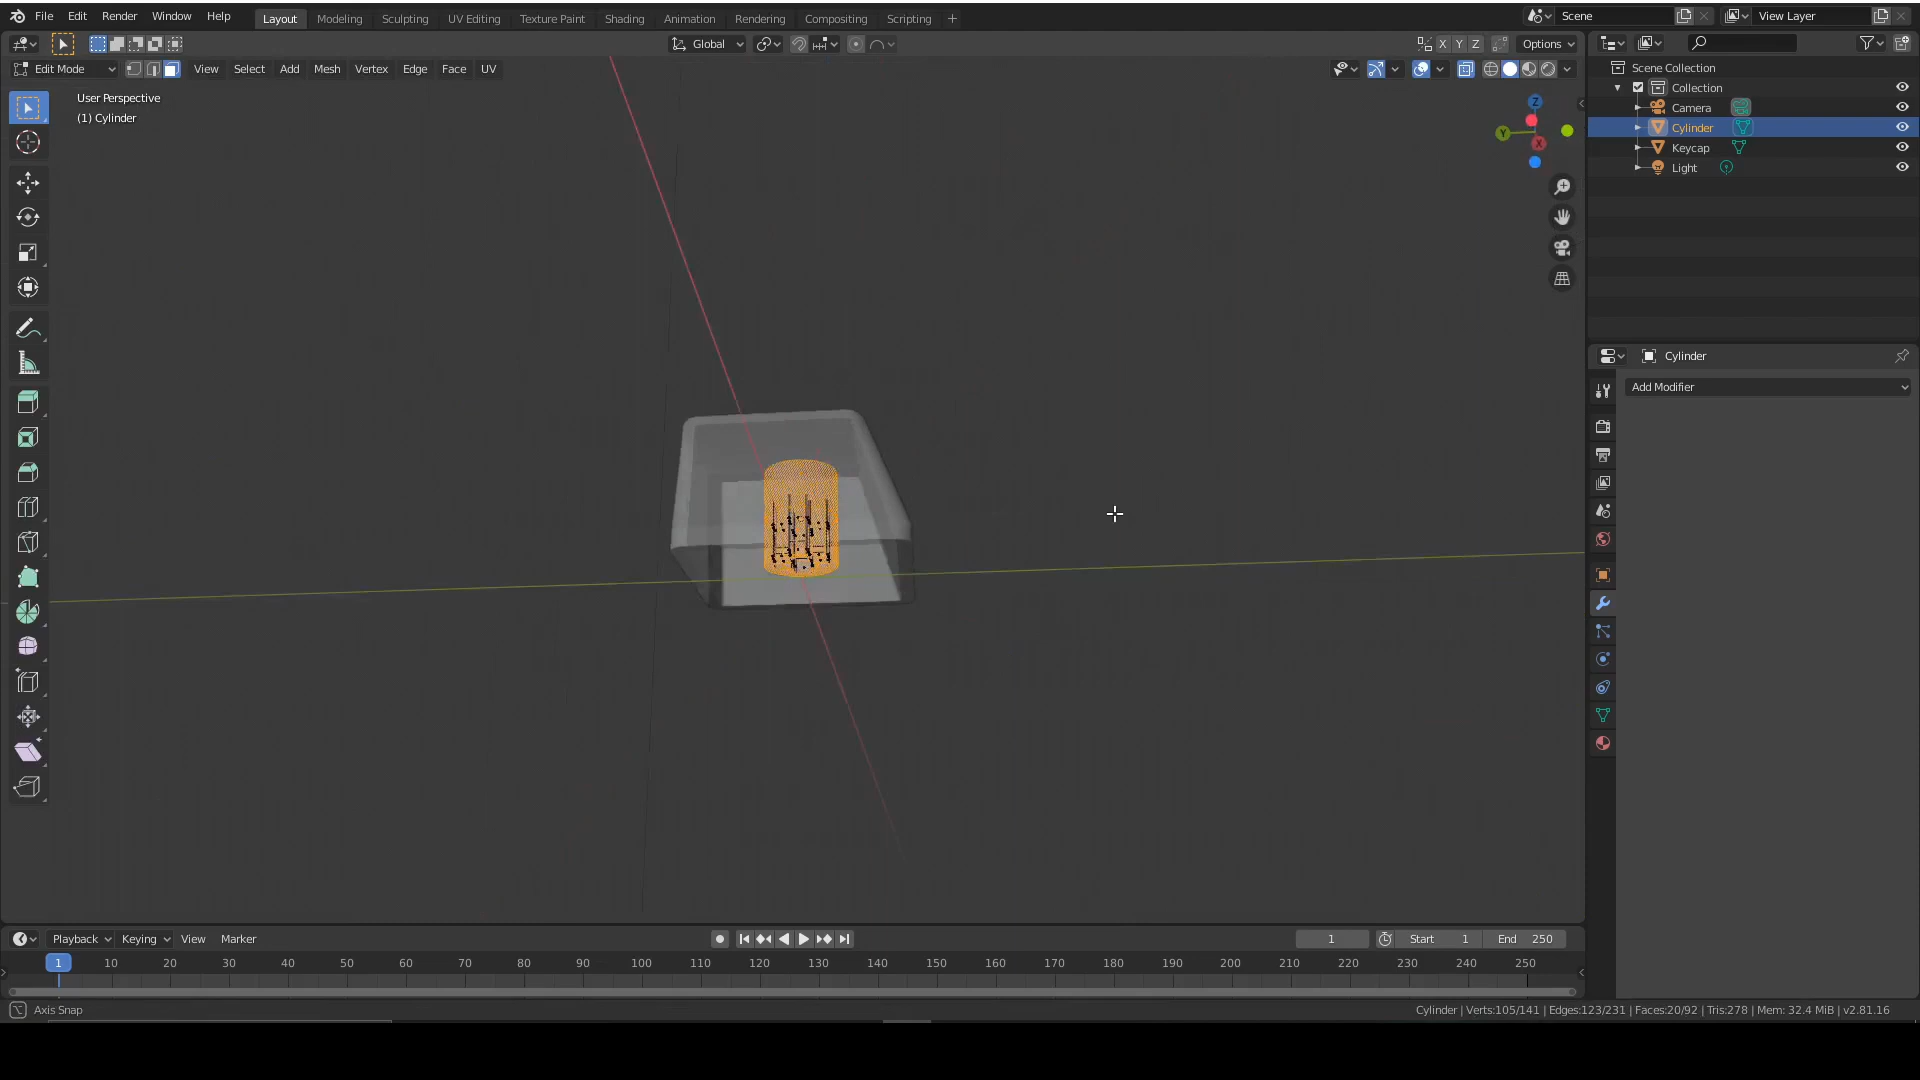 File Edit Render Window Help Layout Modeling Sculpting UV Editing Texture Paint Shading Animation Rendering Compositing Scripting + Scene View Layer
Global X Y Z Options
Edit Mode View Select Add Mesh Vertex Edge Face UV
User Perspective
(1) Cylinder
Z
Y
X
Scene Collection
Collection
Camera
Cylinder
Keycap
Light
Cylinder
Add Modifier
Playback Keying View Marker 1 Start 1 End 250
1 10 20 30 40 50 60 70 80 90 100 110 120 130 140 150 160 170 180 190 200 210 220 230 240 250
Axis Snap Cylinder | Verts:105/141 | Edges:123/231 | Faces:20/92 | Tris:278 | Mem: 32.4 MiB | v2.81.16